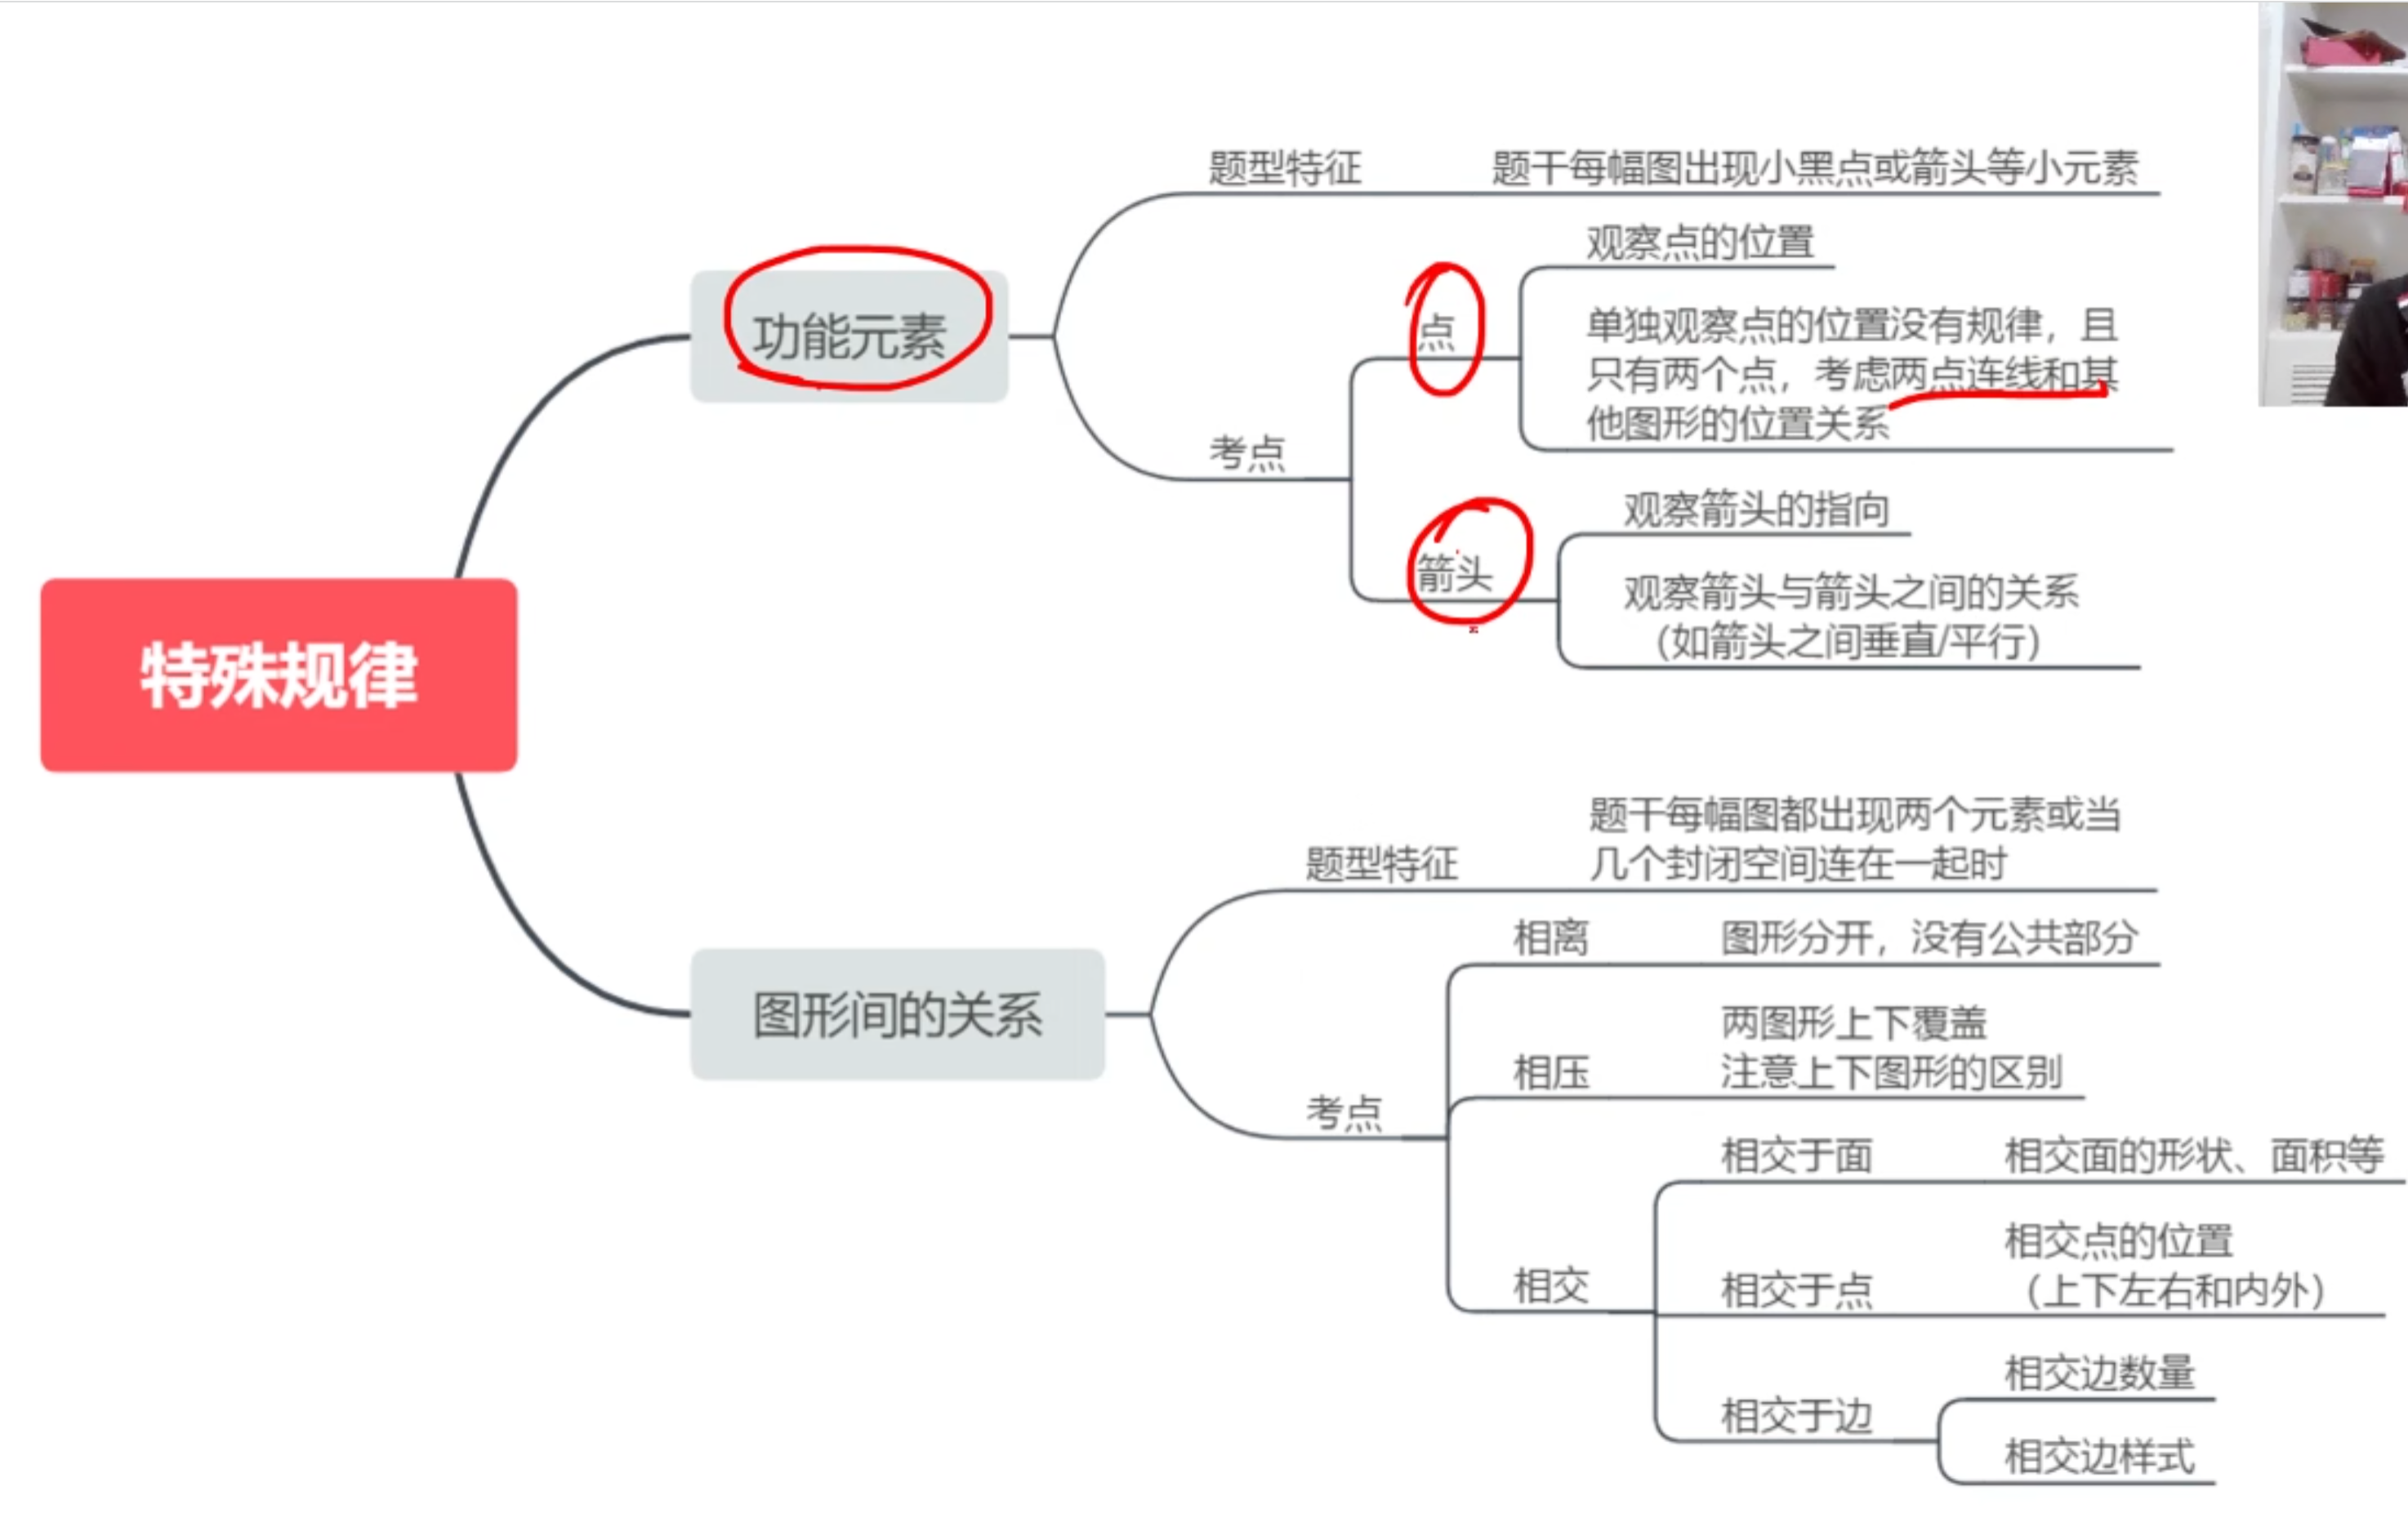 特殊规律
功能元素
题型特征
题干每幅图出现小黑点或箭头等小元素
考点
点
观察点的位置
单独观察点的位置没有规律，且
只有两个点，考虑两点连线和其
他图形的位置关系
箭头
观察箭头的指向
观察箭头与箭头之间的关系
（如箭头之间垂直/平行）
图形间的关系
题型特征
题干每幅图都出现两个元素或当
几个封闭空间连在一起时
考点
相离
图形分开，没有公共部分
相压
两图形上下覆盖
注意上下图形的区别
相交
相交于面
相交面的形状、面积等
相交于点
相交点的位置
（上下左右和内外）
相交于边
相交边数量
相交边样式